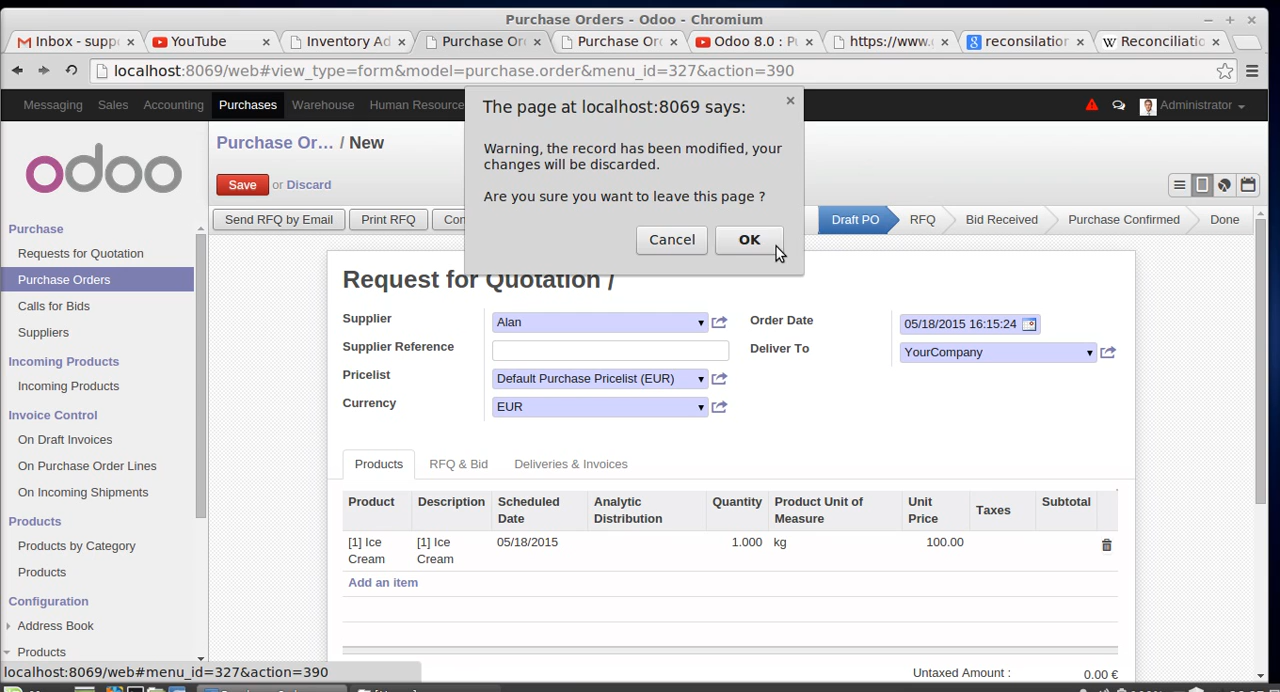 Purchase Orders - Odoo - Chromium
Inbox - supp
YouTube
Inventory Ad
Purchase Or
Purchase Ord
Odoo 8.0 : Pu
https://www.g
reconsilation
Reconciliatio
localhost:8069/web#view_type=form&model=purchase.order&menu_id=327&action=390
Messaging Sales Accounting Purchases Warehouse Human Resource
Administrator
The page at localhost:8069 says:
Warning, the record has been modified, your
changes will be discarded.
Are you sure you want to leave this page ?
Cancel OK
odoo
Purchase
Requests for Quotation
Purchase Orders
Calls for Bids
Suppliers
Incoming Products
Incoming Products
Invoice Control
On Draft Invoices
On Purchase Order Lines
On Incoming Shipments
Products
Products by Category
Products
Configuration
Address Book
Products
Purchase Or... / New
Save or Discard
Send RFQ by Email Print RFQ Con
Draft PO RFQ Bid Received Purchase Confirmed Done
Request for Quotation /
Supplier Alan
Supplier Reference
Pricelist Default Purchase Pricelist (EUR)
Currency EUR
Order Date 05/18/2015 16:15:24
Deliver To YourCompany
Products RFQ & Bid Deliveries & Invoices
Product Description Scheduled Date Analytic Distribution Quantity Product Unit of Measure Unit Price Taxes Subtotal
[1] Ice Cream [1] Ice Cream 05/18/2015 1.000 kg 100.00
Add an item
Untaxed Amount : 0.00 €
localhost:8069/web#menu_id=327&action=390